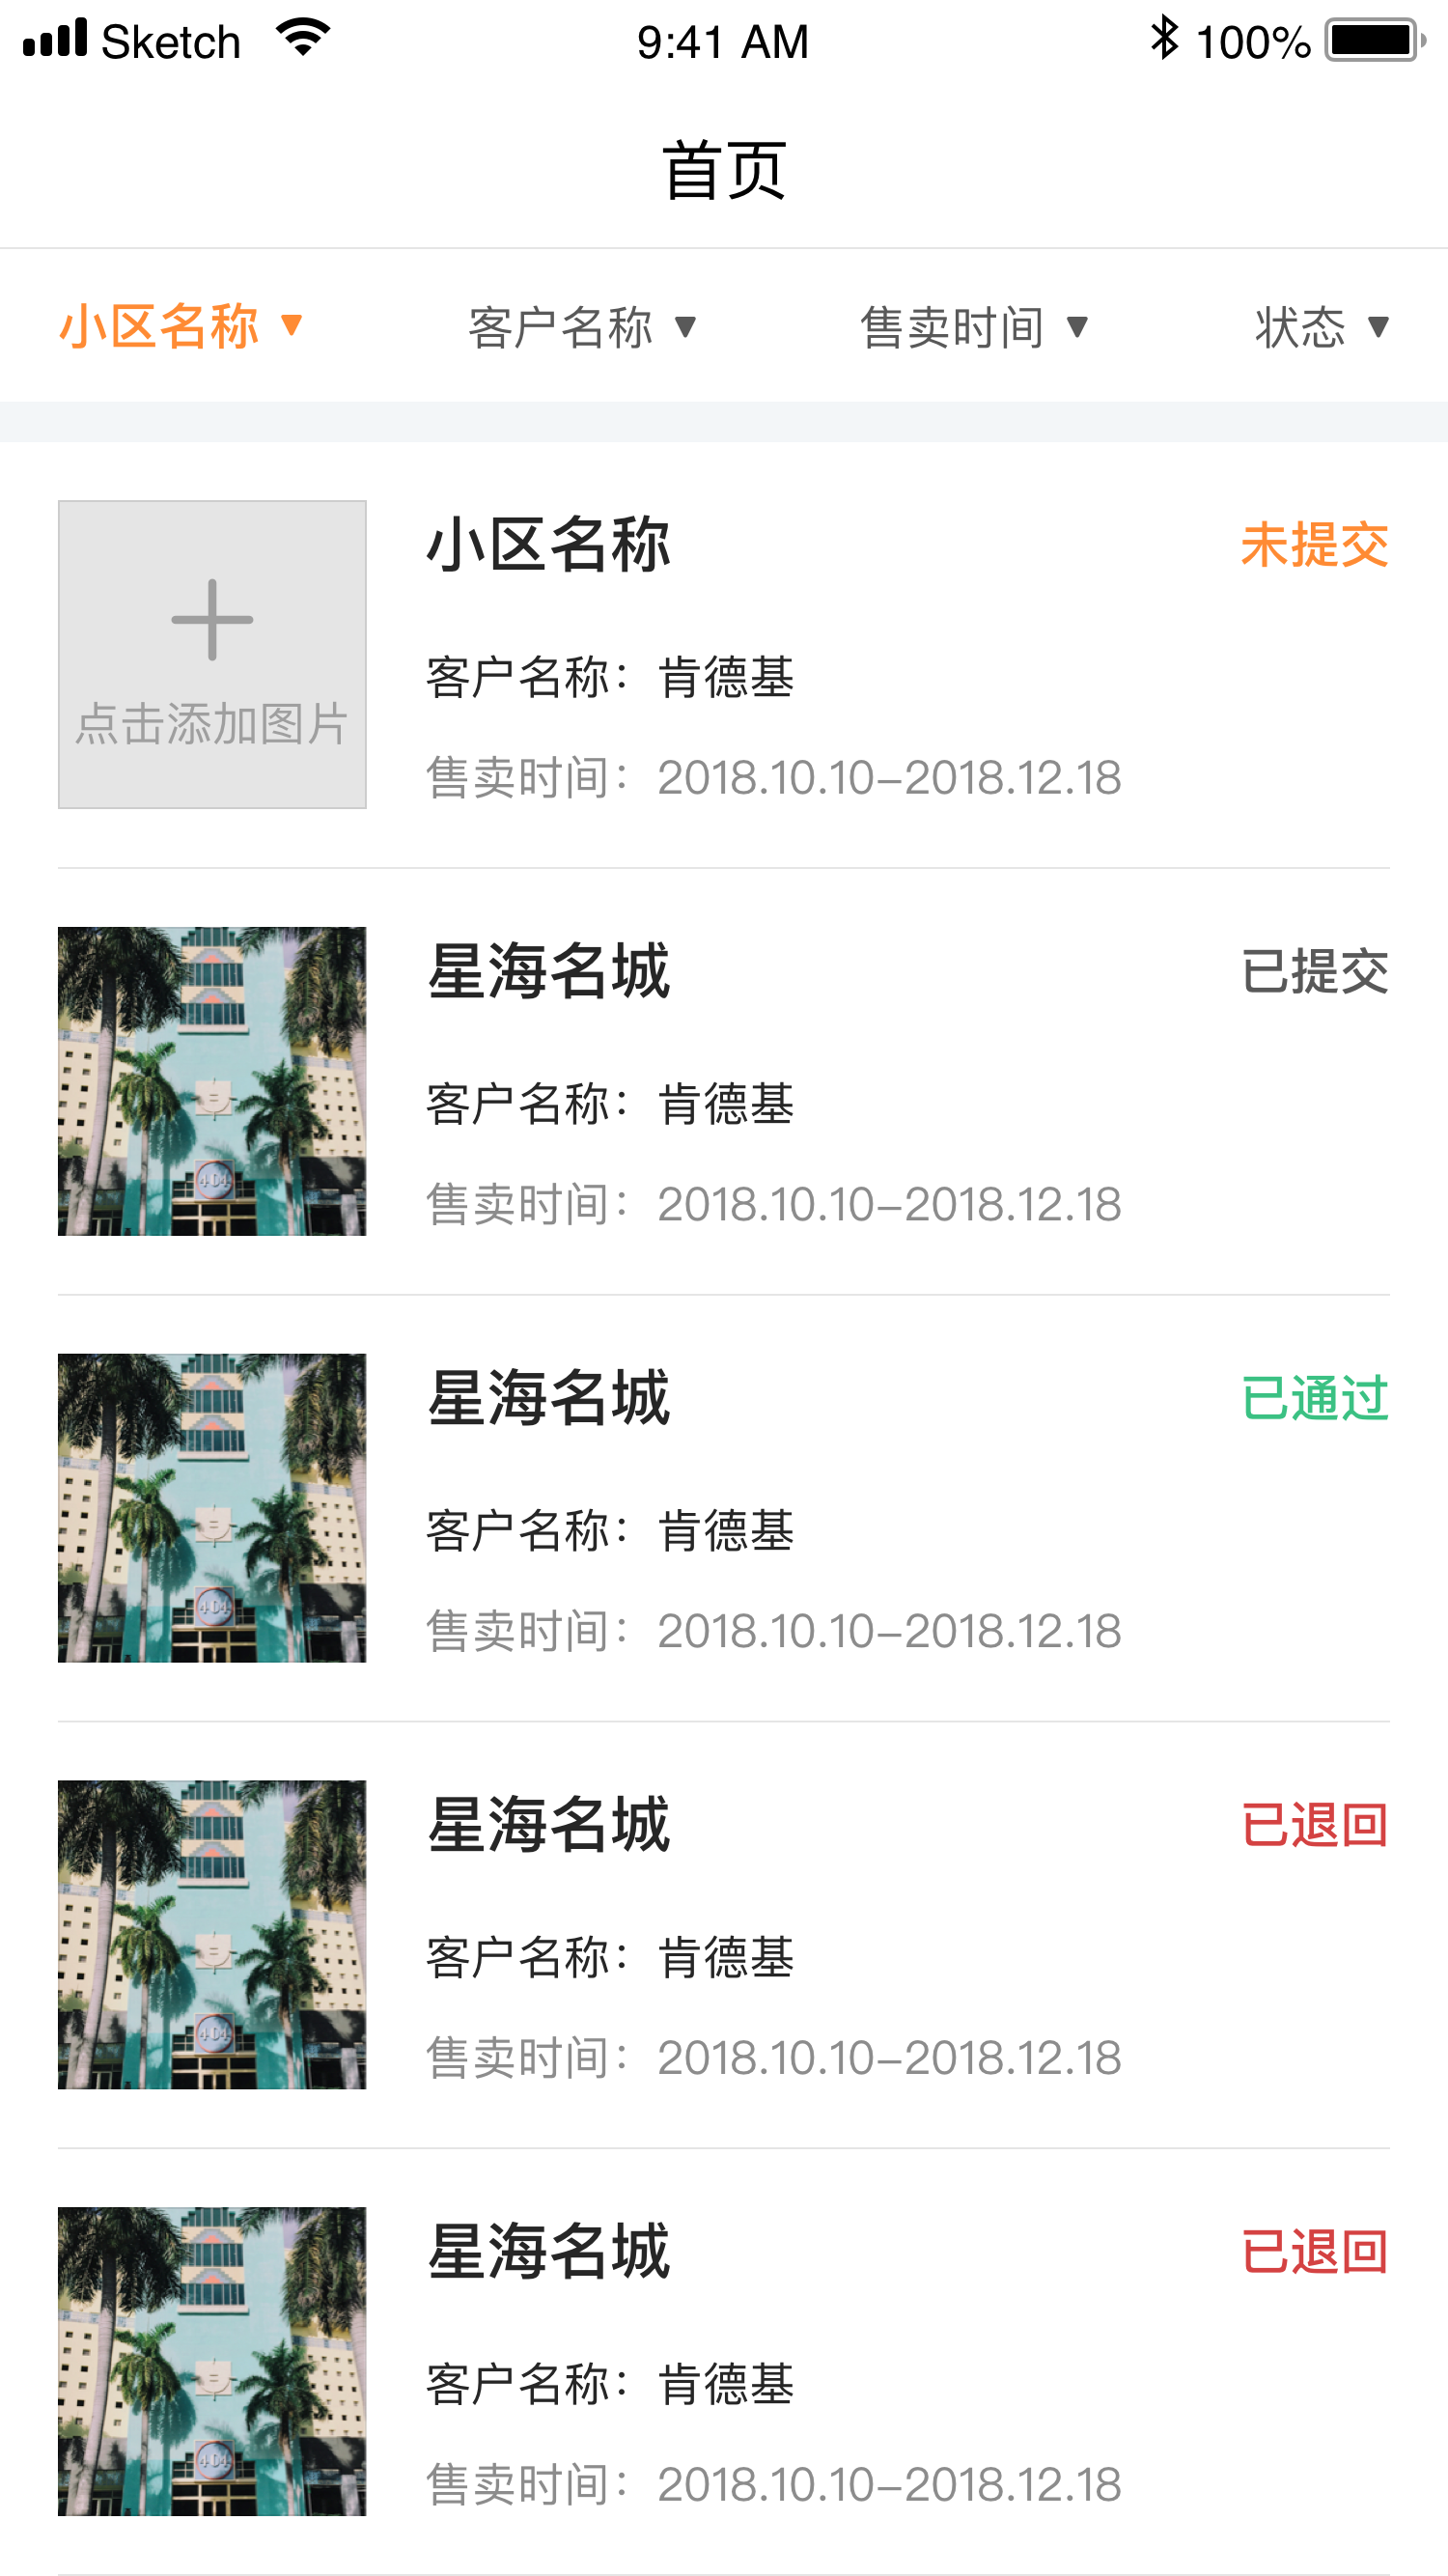 Sketch 9:41 AM 100%
首页
小区名称 ▼ 客户名称 ▼ 售卖时间 ▼ 状态 ▼
小区名称 未提交
点击添加图片
客户名称：肯德基
售卖时间：2018.10.10-2018.12.18
星海名城 已提交
客户名称：肯德基
404
售卖时间：2018.10.10-2018.12.18
星海名城 已通过
客户名称：肯德基
404
售卖时间：2018.10.10-2018.12.18
星海名城 已退回
客户名称：肯德基
404
售卖时间：2018.10.10-2018.12.18
星海名城 已退回
客户名称：肯德基
404
售卖时间：2018.10.10-2018.12.18